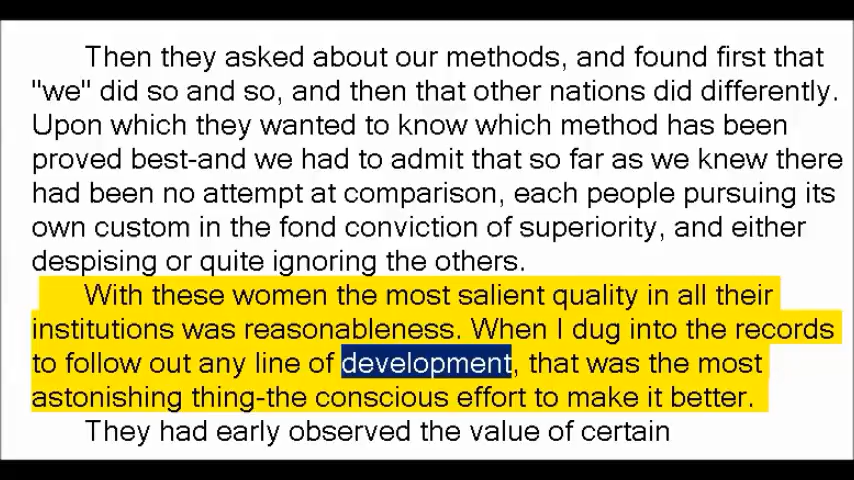 Then they asked about our methods, and found first that
"we" did so and so, and then that other nations did differently.
Upon which they wanted to know which method has been
proved best-and we had to admit that so far as we knew there
had been no attempt at comparison, each people pursuing its
own custom in the fond conviction of superiority, and either
despising or quite ignoring the others.
With these women the most salient quality in all their
institutions was reasonableness. When I dug into the records
to follow out any line of development, that was the most
astonishing thing-the conscious effort to make it better.
They had early observed the value of certain